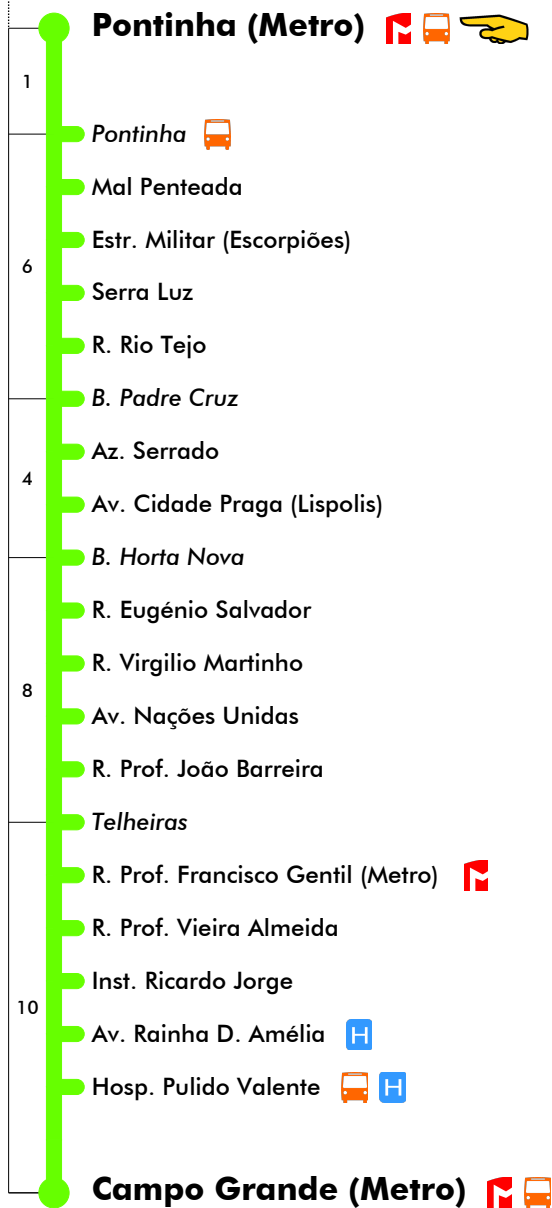 Pontinha (Metro)
1
Pontinha
Mal Penteada
Estr. Militar (Escorpiões)
6
Serra Luz
R. Rio Tejo
B. Padre Cruz
Az. Serrado
4
Av. Cidade Praga (Lispolis)
B. Horta Nova
R. Eugénio Salvador
R. Virgilio Martinho
8
Av. Nações Unidas
R. Prof. João Barreira
Telheiras
R. Prof. Francisco Gentil (Metro)
R. Prof. Vieira Almeida
Inst. Ricardo Jorge
10
Av. Rainha D. Amélia H
Hosp. Pulido Valente H
Campo Grande (Metro)